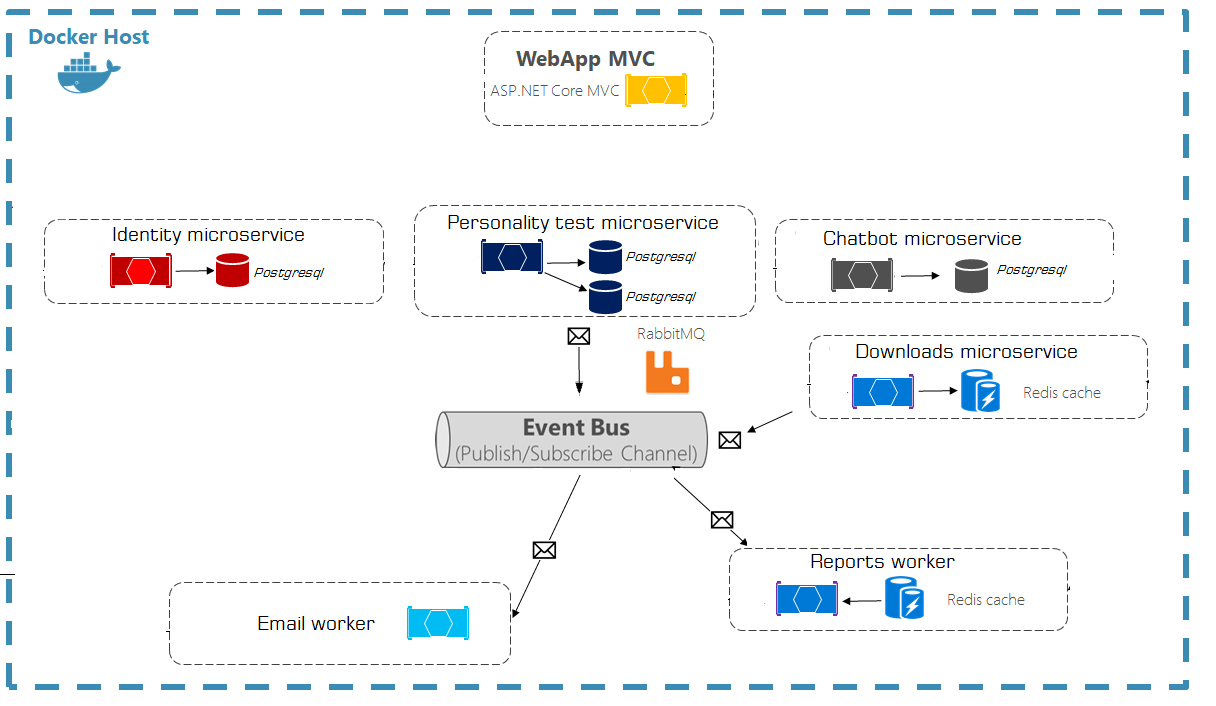 Docker Host
WebApp MVC
ASP.NET Core MVC
Identity microservice
Postgresql
Personality test microservice
Postgresql
Postgresql
Chatbot microservice
Postgresql
RabbitMQ
Downloads microservice
Redis cache
Event Bus
(Publish/Subscribe Channel)
Reports worker
Redis cache
Email worker